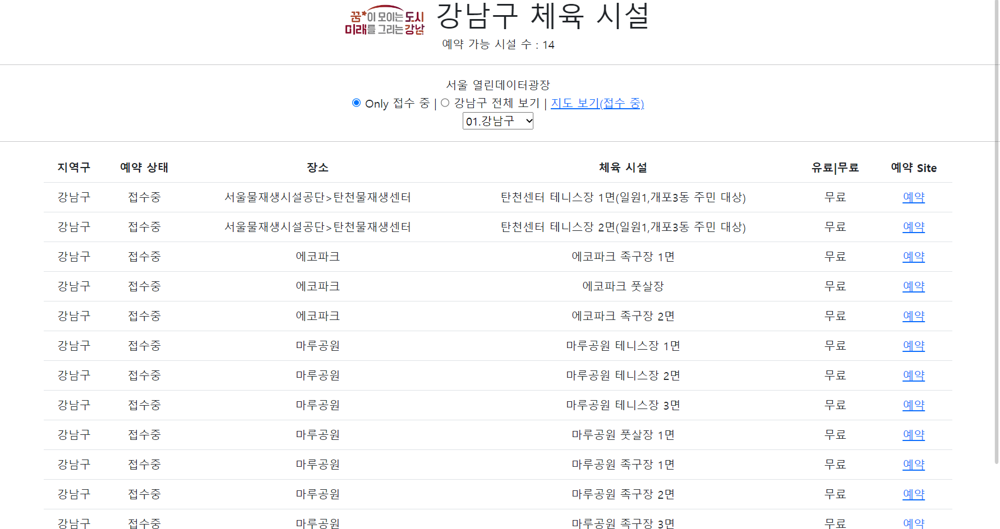 꿈이 모이는 도시
미래를 그리는 강남
강남구 체육 시설
예약 가능 시설 수 : 14
서울 열린데이터광장
Only 접수 중 | 강남구 전체 보기 | 지도 보기(접수 중)
01.강남구
지역구 예약 상태 장소 체육 시설 유료|무료 예약 Site
강남구 접수중 서울물재생시설공단>탄천물재생센터 탄천센터 테니스장 1면(일원1,개포3동 주민 대상) 무료 예약
강남구 접수중 서울물재생시설공단>탄천물재생센터 탄천센터 테니스장 2면(일원1,개포3동 주민 대상) 무료 예약
강남구 접수중 에코파크 에코파크 족구장 1면 무료 예약
강남구 접수중 에코파크 에코파크 풋살장 무료 예약
강남구 접수중 에코파크 에코파크 족구장 2면 무료 예약
강남구 접수중 마루공원 마루공원 테니스장 1면 무료 예약
강남구 접수중 마루공원 마루공원 테니스장 2면 무료 예약
강남구 접수중 마루공원 마루공원 테니스장 3면 무료 예약
강남구 접수중 마루공원 마루공원 풋살장 1면 무료 예약
강남구 접수중 마루공원 마루공원 족구장 1면 무료 예약
강남구 접수중 마루공원 마루공원 족구장 2면 무료 예약
강남구 접수중 마루공원 마루공원 족구장 3면 무료 예약